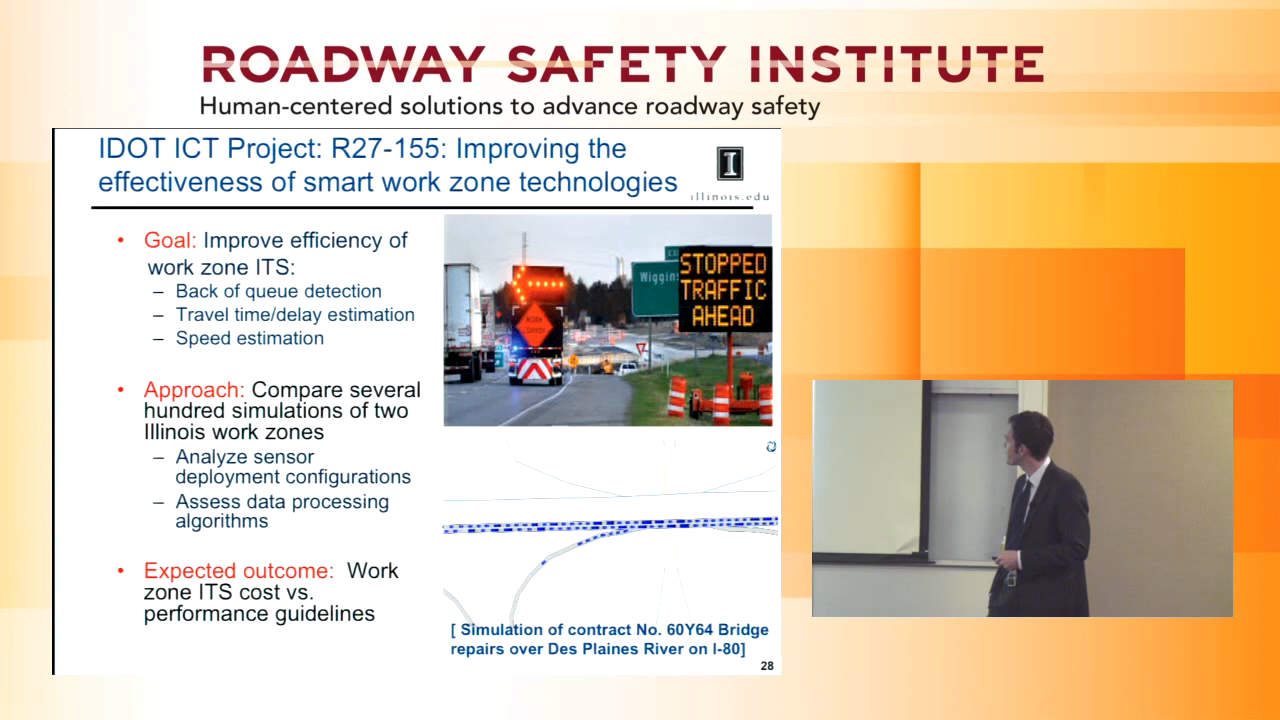 ROADWAY SAFETY INSTITUTE
Human-centered solutions to advance roadway safety
IDOT ICT Project: R27-155: Improving the
effectiveness of smart work zone technologies
I
illinois.edu
• Goal: Improve efficiency of
work zone ITS:
– Back of queue detection
– Travel time/delay estimation
– Speed estimation
• Approach: Compare several
hundred simulations of two
Illinois work zones
– Analyze sensor
deployment configurations
– Assess data processing
algorithms
• Expected outcome: Work
zone ITS cost vs.
performance guidelines
Wiggins
STOPPED
TRAFFIC
AHEAD
WORK
CONVOY
[ Simulation of contract No. 60Y64 Bridge
repairs over Des Plaines River on I-80]
28